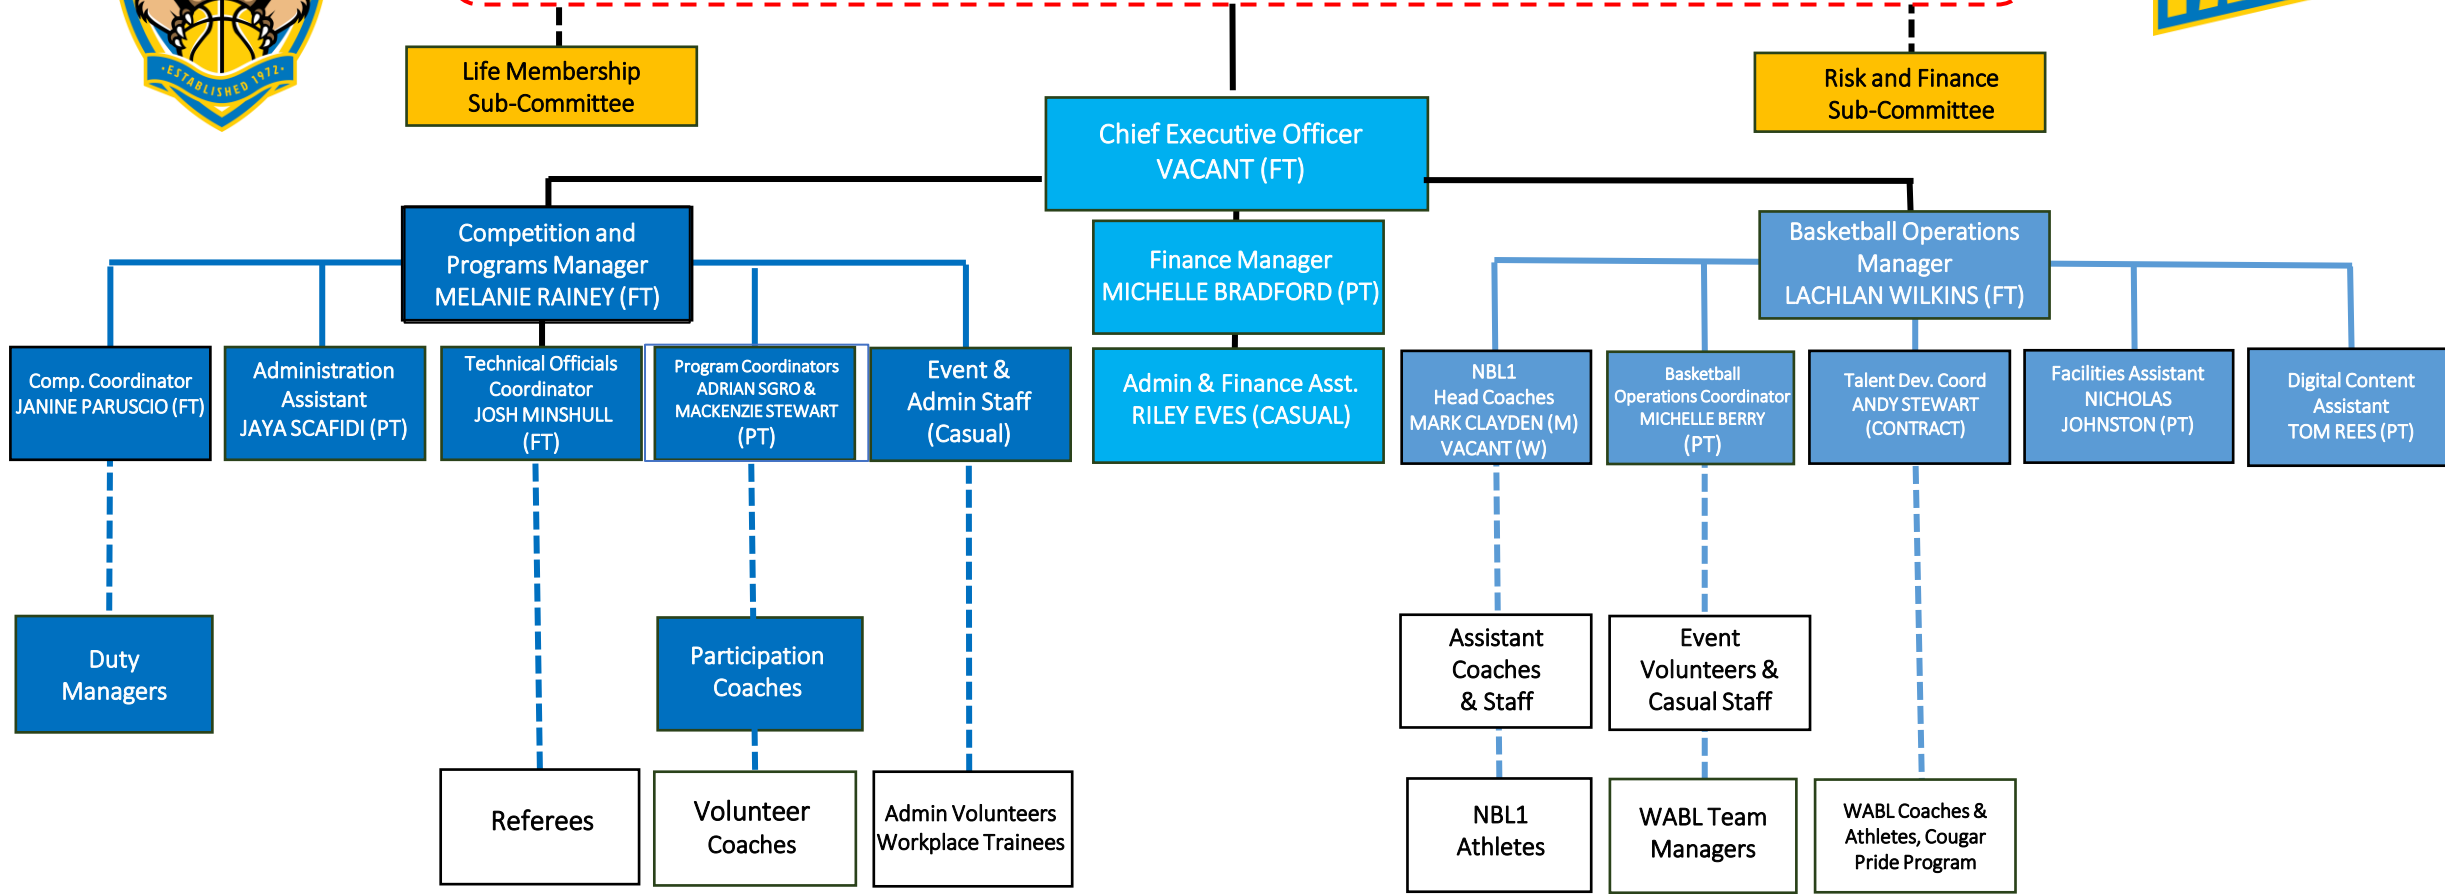 ·ESTABLISHED 1972·
Life Membership
Sub-Committee
Risk and Finance
Sub-Committee
Chief Executive Officer
VACANT (FT)
Competition and
Programs Manager
MELANIE RAINEY (FT)
Finance Manager
MICHELLE BRADFORD (PT)
Basketball Operations
Manager
LACHLAN WILKINS (FT)
Comp. Coordinator
JANINE PARUSCIO (FT)
Administration
Assistant
JAYA SCAFIDI (PT)
Technical Officials
Coordinator
JOSH MINSHULL
(FT)
Program Coordinators
ADRIAN SGRO &
MACKENZIE STEWART
(PT)
Event &
Admin Staff
(Casual)
Admin & Finance Asst.
RILEY EVES (CASUAL)
NBL1
Head Coaches
MARK CLAYDEN (M)
VACANT (W)
Basketball
Operations Coordinator
MICHELLE BERRY
(PT)
Talent Dev. Coord
ANDY STEWART
(CONTRACT)
Facilities Assistant
NICHOLAS
JOHNSTON (PT)
Digital Content
Assistant
TOM REES (PT)
Duty
Managers
Participation
Coaches
Assistant
Coaches
& Staff
Event
Volunteers &
Casual Staff
Referees
Volunteer
Coaches
Admin Volunteers
Workplace Trainees
NBL1
Athletes
WABL Team
Managers
WABL Coaches &
Athletes, Cougar
Pride Program